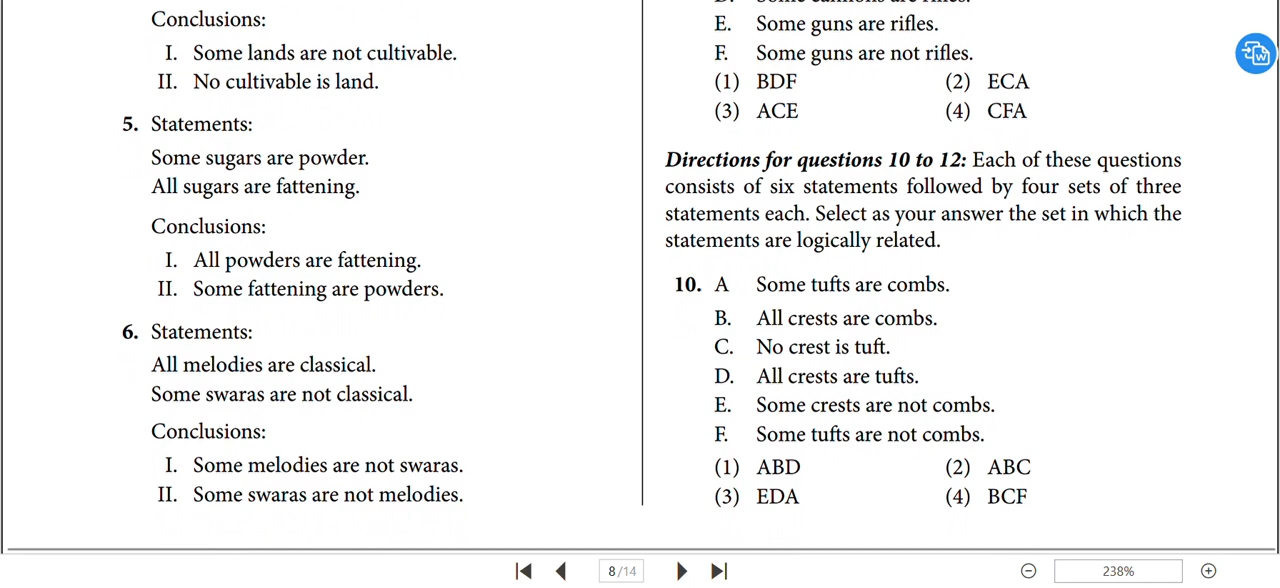 Conclusions:
I. Some lands are not cultivable.
II. No cultivable is land.
5. Statements:
Some sugars are powder.
All sugars are fattening.
Conclusions:
I. All powders are fattening.
II. Some fattening are powders.
6. Statements:
All melodies are classical.
Some swaras are not classical.
Conclusions:
I. Some melodies are not swaras.
II. Some swaras are not melodies.
D. Some cannons are rifles.
E. Some guns are rifles.
F. Some guns are not rifles.
(1) BDF (2) ECA
(3) ACE (4) CFA
Directions for questions 10 to 12: Each of these questions
consists of six statements followed by four sets of three
statements each. Select as your answer the set in which the
statements are logically related.
10. A Some tufts are combs.
B. All crests are combs.
C. No crest is tuft.
D. All crests are tufts.
E. Some crests are not combs.
F. Some tufts are not combs.
(1) ABD (2) ABC
(3) EDA (4) BCF
8 /14
238%